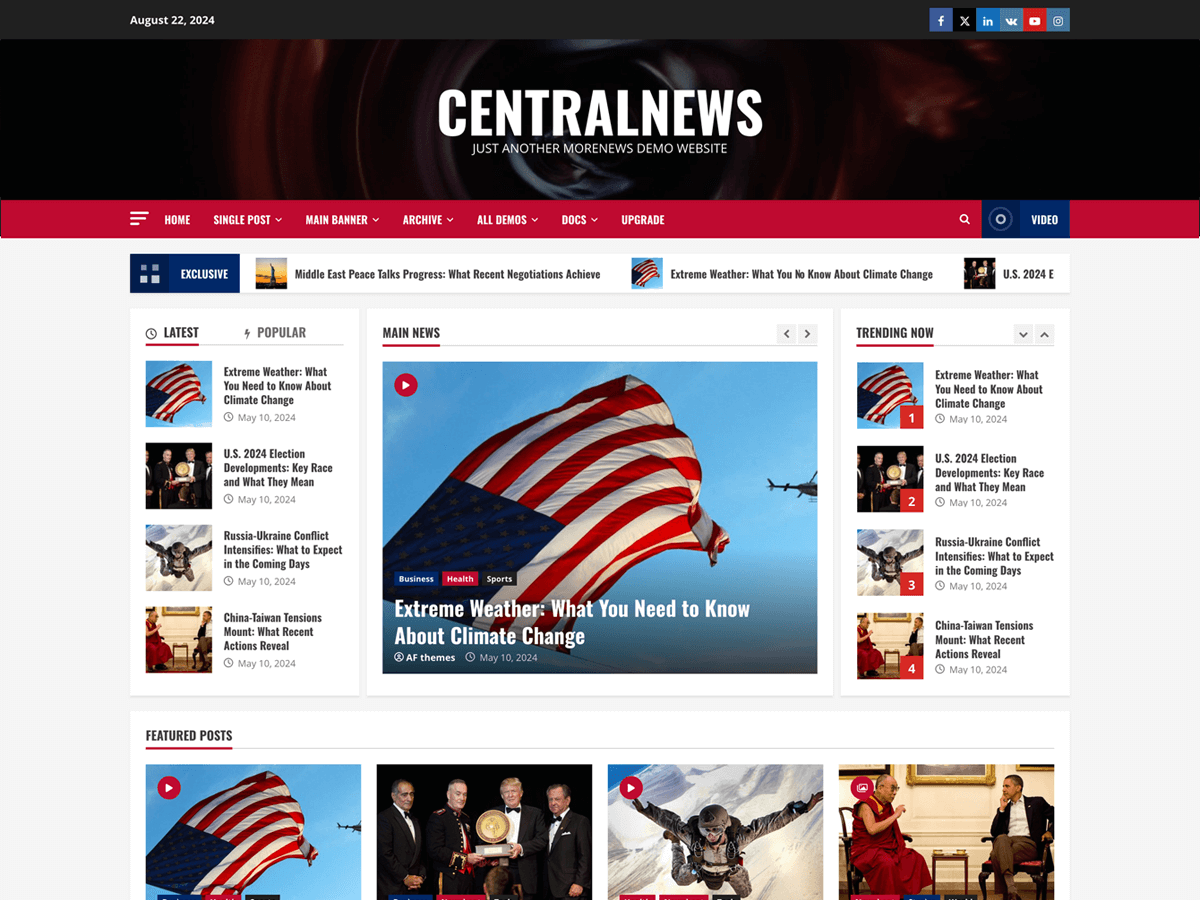 August 22, 2024
CENTRALNEWS
JUST ANOTHER MORENEWS DEMO WEBSITE
HOME SINGLE POST MAIN BANNER ARCHIVE ALL DEMOS DOCS UPGRADE VIDEO
EXCLUSIVE Middle East Peace Talks Progress: What Recent Negotiations Achieve Extreme Weather: What You No Know About Climate Change U.S. 2024 E
LATEST POPULAR
Extreme Weather: What
You Need to Know About
Climate Change
May 10, 2024
U.S. 2024 Election
Developments: Key Race
and What They Mean
May 10, 2024
Russia-Ukraine Conflict
Intensifies: What to Expect
in the Coming Days
May 10, 2024
China-Taiwan Tensions
Mount: What Recent
Actions Reveal
May 10, 2024
MAIN NEWS
Business Health Sports
Extreme Weather: What You Need to Know
About Climate Change
AF themes May 10, 2024
TRENDING NOW
Extreme Weather: What
You Need to Know About
Climate Change
1
May 10, 2024
U.S. 2024 Election
Developments: Key Race
and What They Mean
2
May 10, 2024
Russia-Ukraine Conflict
Intensifies: What to Expect
in the Coming Days
3
May 10, 2024
China-Taiwan Tensions
Mount: What Recent
Actions Reveal
4
May 10, 2024
FEATURED POSTS